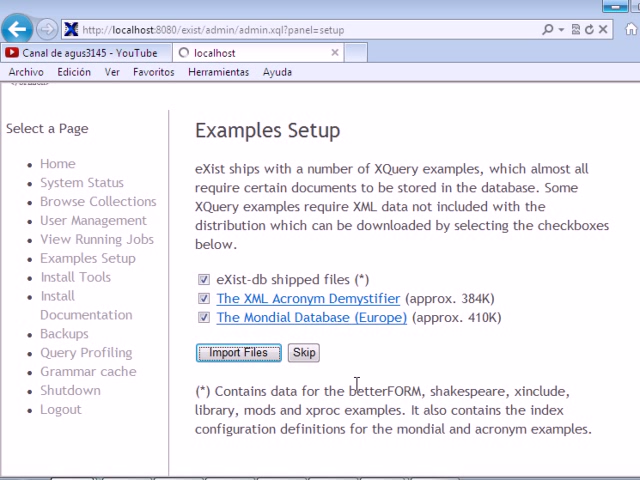 http://localhost:8080/exist/admin/admin.xql?panel=setup
Canal de agus3145 - YouTube
localhost
Archivo Edición Ver Favoritos Herramientas Ayuda
Select a Page
Home
System Status
Browse Collections
User Management
View Running Jobs
Examples Setup
Install Tools
Install
Documentation
Backups
Query Profiling
Grammar cache
Shutdown
Logout
Examples Setup
eXist ships with a number of XQuery examples, which almost all
require certain documents to be stored in the database. Some
XQuery examples require XML data not included with the
distribution which can be downloaded by selecting the checkboxes
below.
eXist-db shipped files (*)
The XML Acronym Demystifier (approx. 384K)
The Mondial Database (Europe) (approx. 410K)
Import Files Skip
(*) Contains data for the betterFORM, shakespeare, xinclude,
library, mods and xproc examples. It also contains the index
configuration definitions for the mondial and acronym examples.